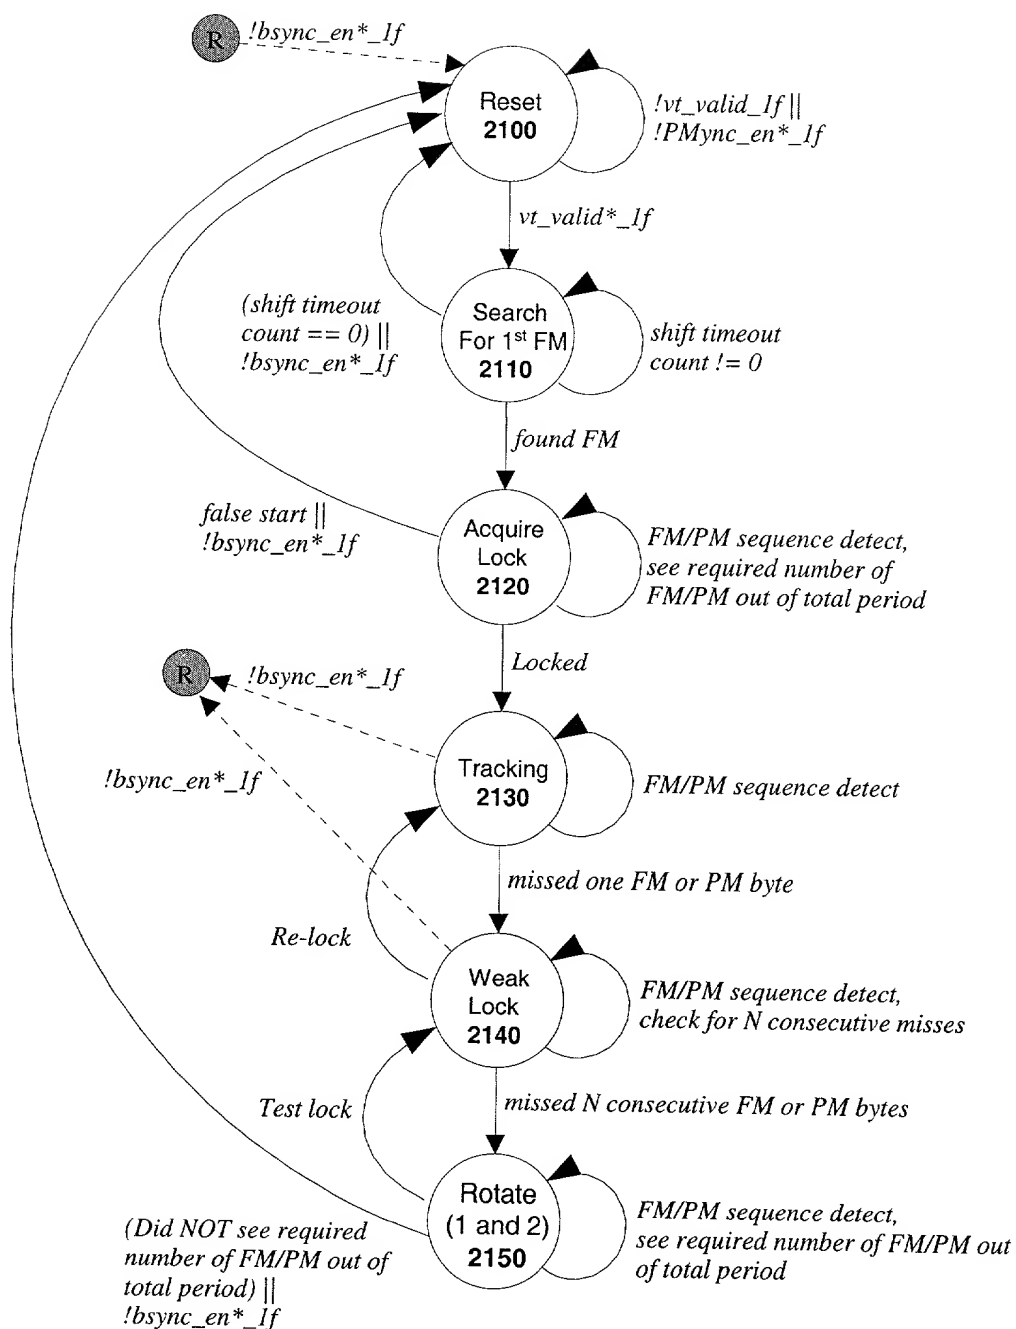 R
!bsync_en*_1f
Reset
2100
!vt_valid_1f ||
!PMync_en*_1f
vt_valid*_1f
(shift timeout
count == 0) ||
!bsync_en*_1f
Search
For 1st FM
2110
shift timeout
count != 0
found FM
false start ||
!bsync_en*_1f
Acquire
Lock
2120
FM/PM sequence detect,
see required number of
FM/PM out of total period
Locked
R
!bsync_en*_1f
!bsync_en*_1f
Tracking
2130
FM/PM sequence detect
missed one FM or PM byte
Re-lock
Weak
Lock
2140
FM/PM sequence detect,
check for N consecutive misses
Test lock
missed N consecutive FM or PM bytes
Rotate
(1 and 2)
2150
FM/PM sequence detect,
see required number of FM/PM out
of total period
(Did NOT see required
number of FM/PM out of
total period) ||
!bsync_en*_1f